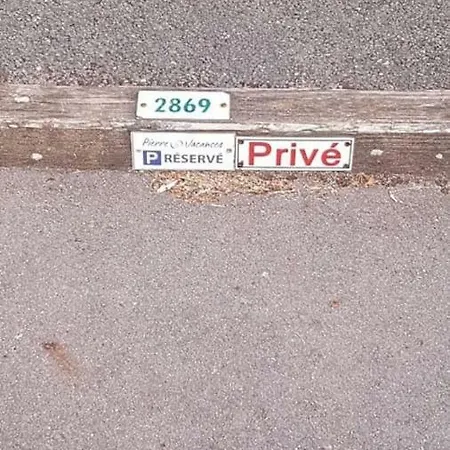 2869
Pierre & Vacances
P RÉSERVÉ
Privé